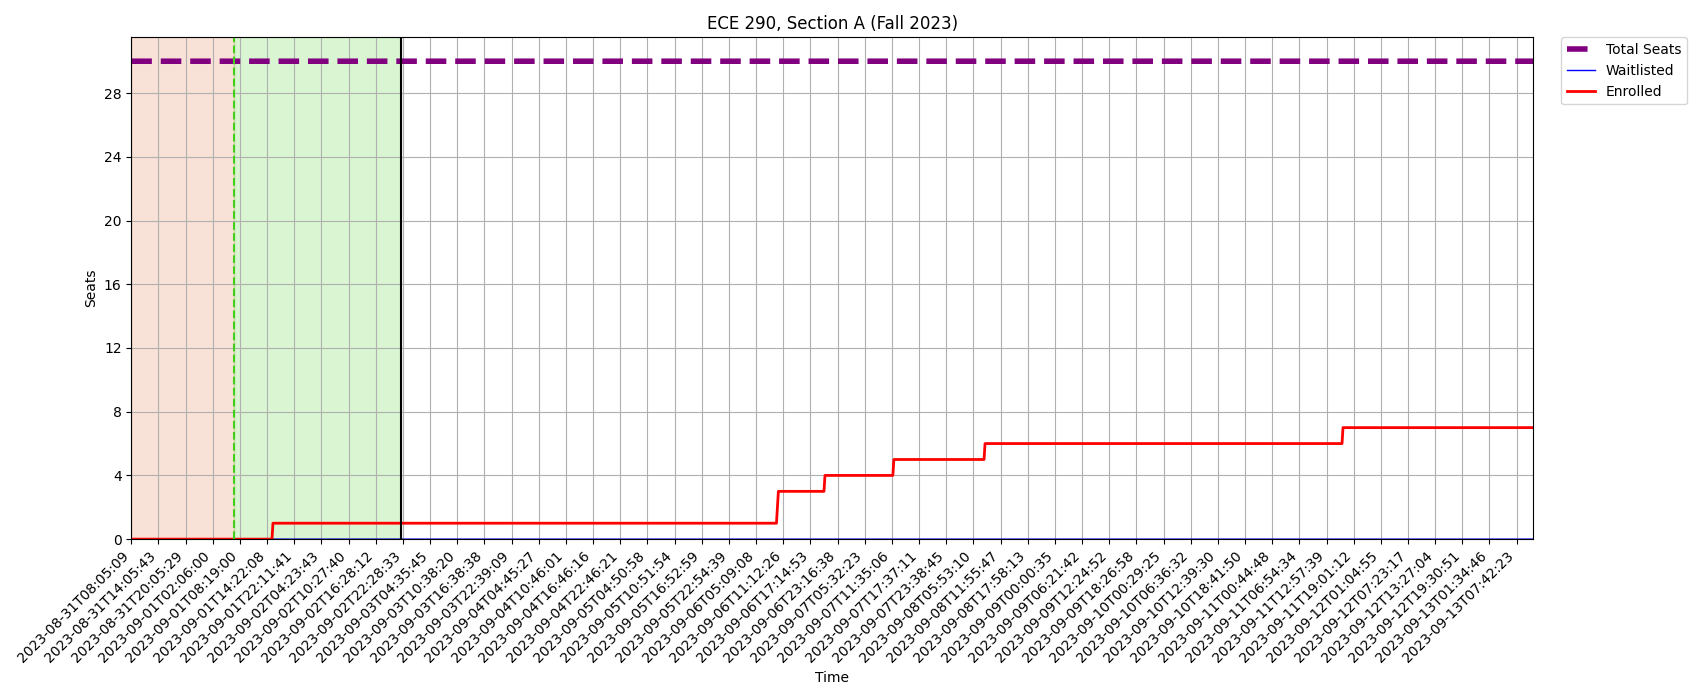 ECE 290, Section A (Fall 2023)
Total Seats
Waitlisted
Enrolled
28
24
20
16
12
8
4
0
Seats
2023-08-31T08:05:09
2023-08-31T14:05:43
2023-08-31T20:05:29
2023-09-01T02:06:00
2023-09-01T08:19:00
2023-09-01T14:22:08
2023-09-01T22:11:41
2023-09-02T04:23:43
2023-09-02T10:27:40
2023-09-02T16:28:12
2023-09-02T22:28:33
2023-09-03T04:35:45
2023-09-03T10:38:20
2023-09-03T16:38:38
2023-09-03T22:39:09
2023-09-04T04:45:27
2023-09-04T10:46:01
2023-09-04T16:46:16
2023-09-04T22:46:21
2023-09-05T04:50:58
2023-09-05T10:51:54
2023-09-05T16:52:59
2023-09-05T22:54:39
2023-09-06T05:09:08
2023-09-06T11:12:26
2023-09-06T17:14:53
2023-09-06T23:16:38
2023-09-07T05:32:23
2023-09-07T11:35:06
2023-09-07T17:37:11
2023-09-07T23:38:45
2023-09-08T05:53:10
2023-09-08T11:55:47
2023-09-08T17:58:13
2023-09-09T00:00:35
2023-09-09T06:21:42
2023-09-09T12:24:52
2023-09-09T18:26:58
2023-09-10T00:29:25
2023-09-10T06:36:32
2023-09-10T12:39:30
2023-09-10T18:41:50
2023-09-11T00:44:48
2023-09-11T06:54:34
2023-09-11T12:57:39
2023-09-11T19:01:12
2023-09-12T01:04:55
2023-09-12T07:23:17
2023-09-12T13:27:04
2023-09-12T19:30:51
2023-09-13T01:34:46
2023-09-13T07:42:23
Time